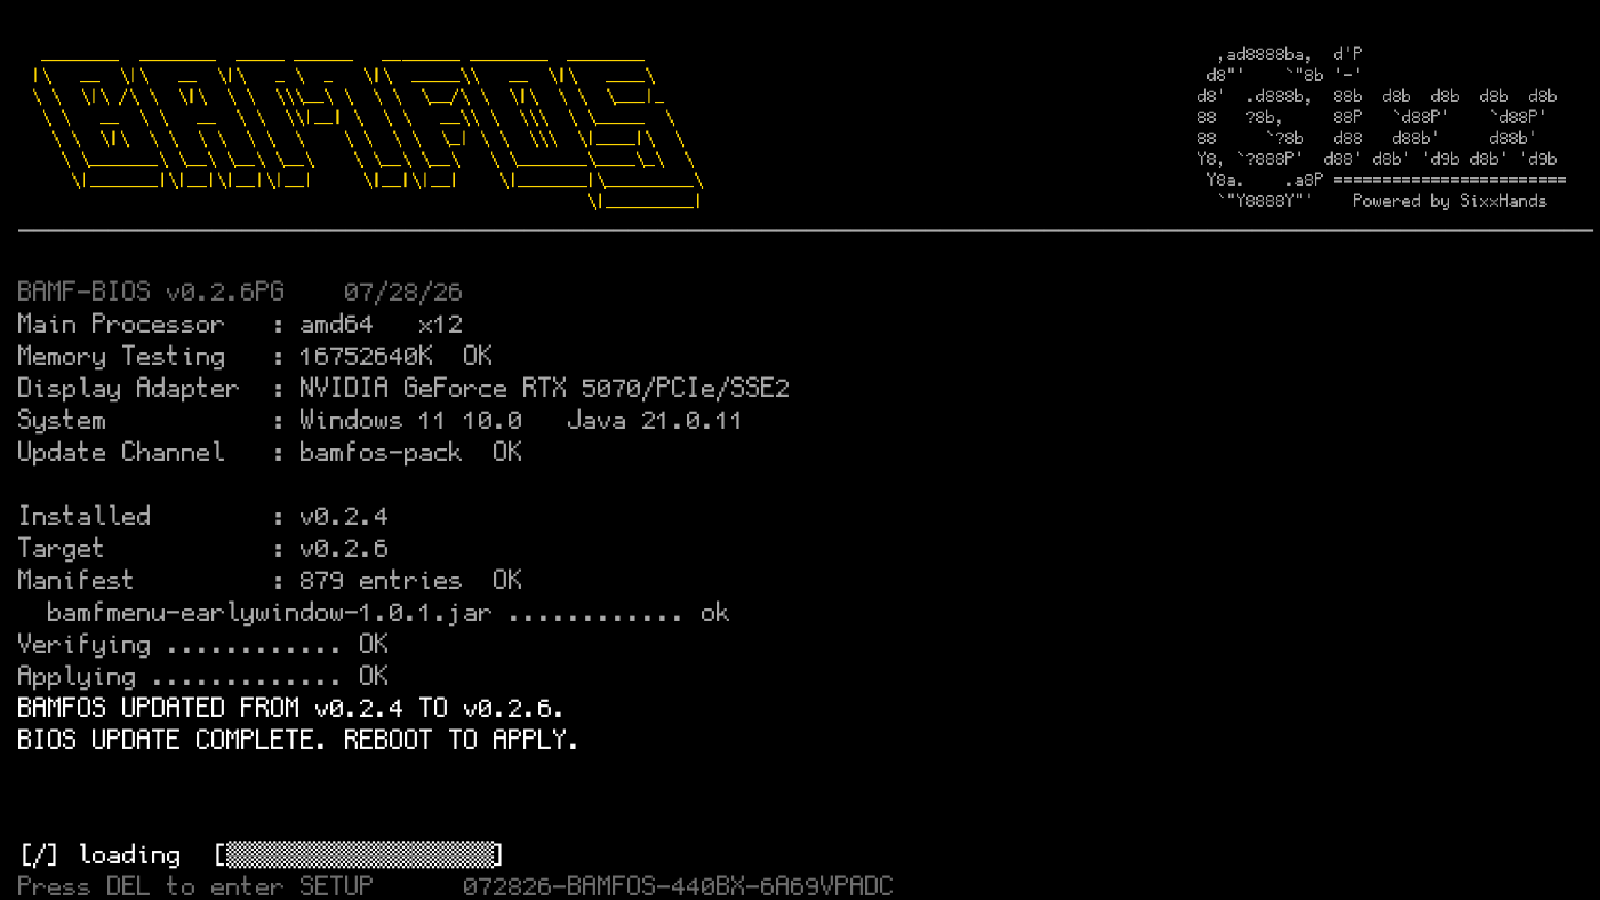 BAMFOS
Sixx
Powered by SixxHands
BAMF-BIOS v0.2.6PG    07/28/26
Main Processor   : amd64   x12
Memory Testing   : 16752640K  OK
Display Adapter  : NVIDIA GeForce RTX 5070/PCIe/SSE2
System           : Windows 11 10.0   Java 21.0.11
Update Channel   : bamfos-pack  OK
Installed        : v0.2.4
Target           : v0.2.6
Manifest         : 879 entries  OK
bamfmenu-earlywindow-1.0.1.jar ............ ok
Verifying ............ OK
Applying ............. OK
BAMFOS UPDATED FROM v0.2.4 TO v0.2.6.
BIOS UPDATE COMPLETE. REBOOT TO APPLY.
[/] loading  [▒▒▒▒▒▒▒▒▒▒▒▒▒▒▒▒▒▒]
Press DEL to enter SETUP      072826-BAMFOS-440BX-6A69VPADC